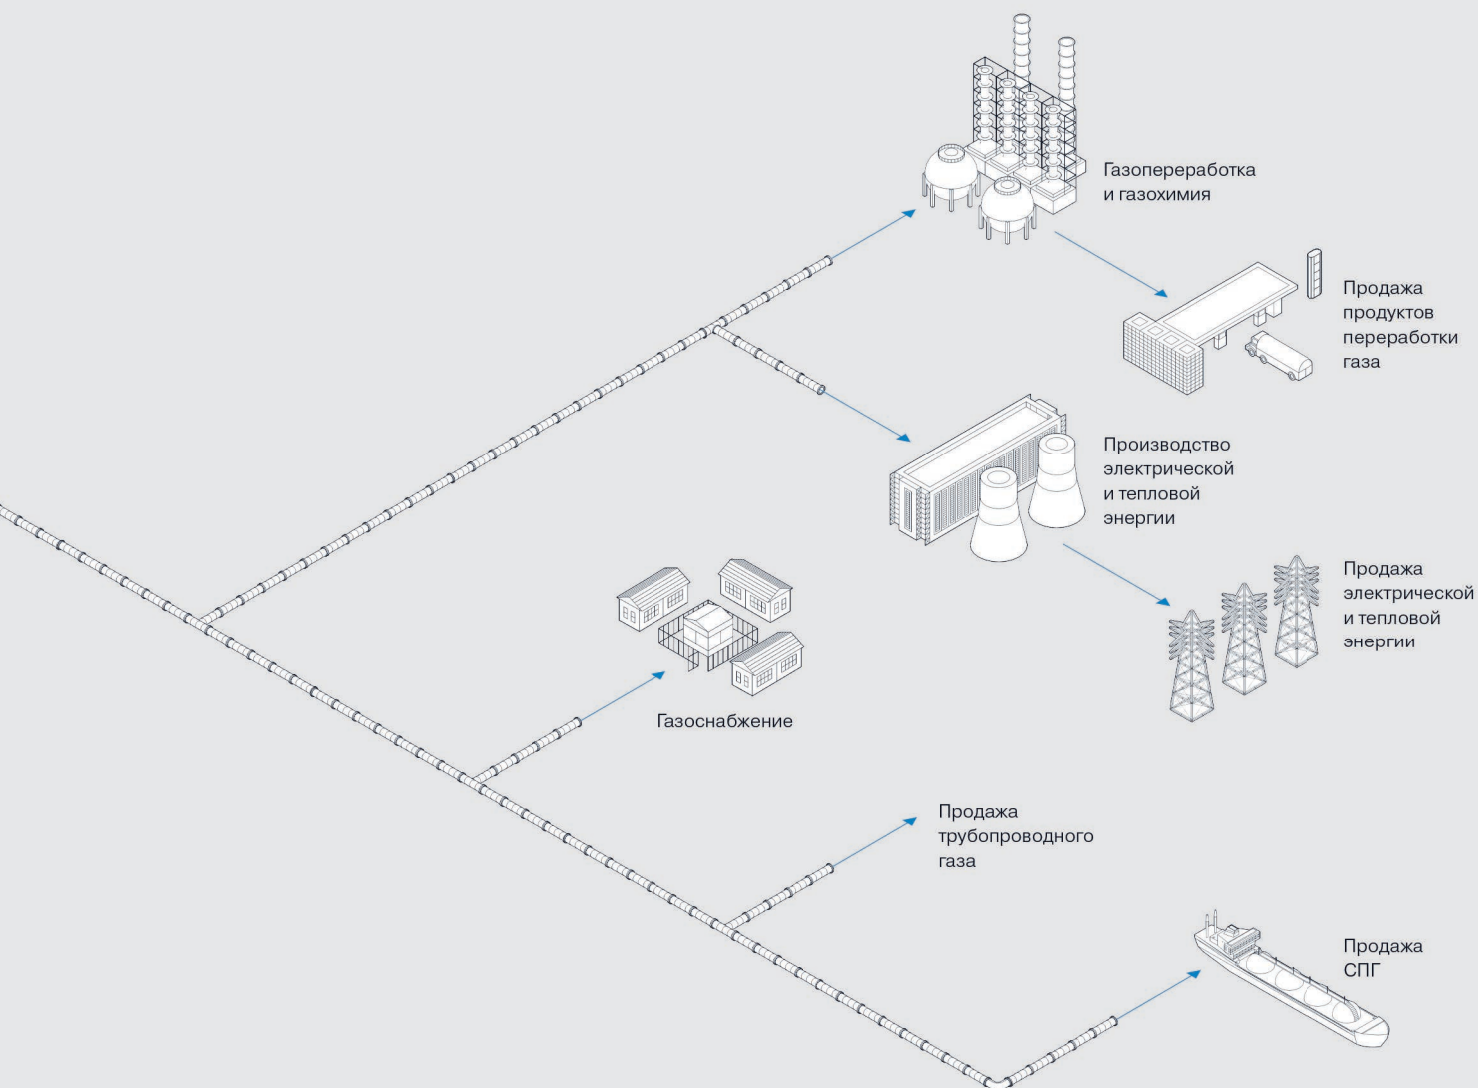 Газопереработка
и газохимия
Продажа
продуктов
переработки
газа
Производство
электрической
и тепловой
энергии
Продажа
электрической
и тепловой
энергии
Газоснабжение
Продажа
трубопроводного
газа
Продажа
СПГ